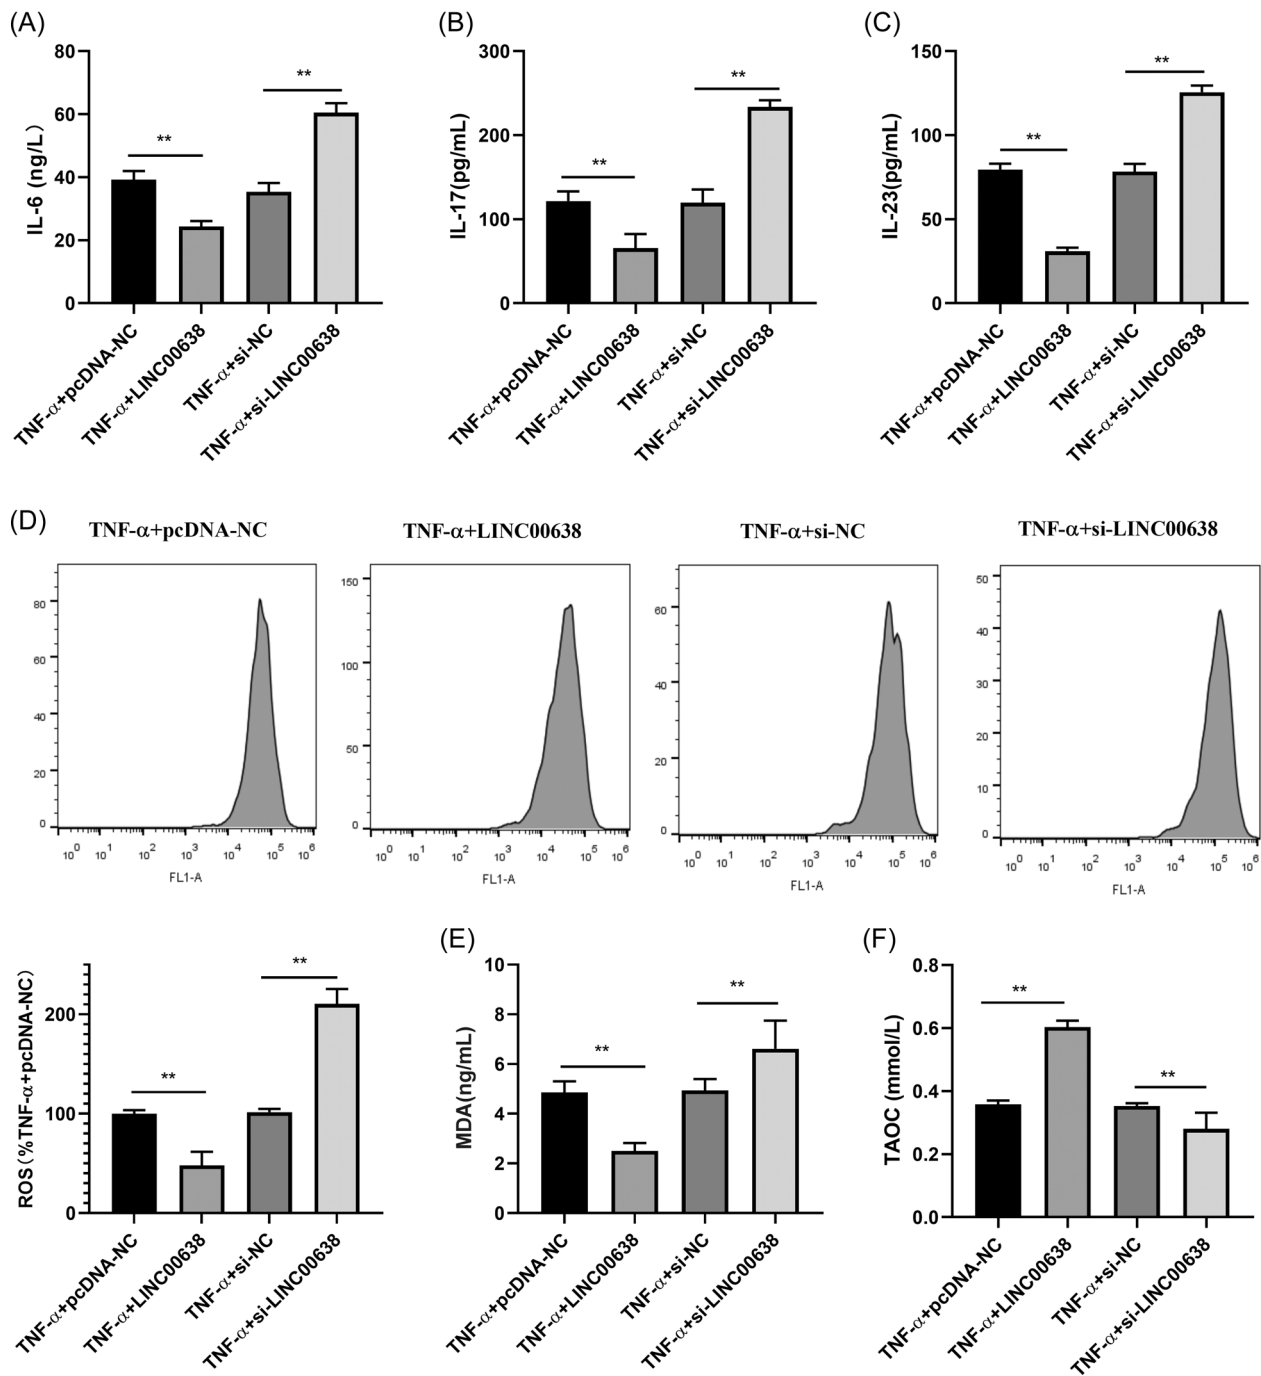 (A)
80
60
40
20
0
IL-6 (ng/L)
**
**
TNF-α+pcDNA-NC
TNF-α+LINC00638
TNF-α+si-NC
TNF-α+si-LINC00638
(B)
300
200
100
0
IL-17(pg/mL)
**
**
TNF-α+pcDNA-NC
TNF-α+LINC00638
TNF-α+si-NC
TNF-α+si-LINC00638
(C)
150
100
50
0
IL-23(pg/mL)
**
**
TNF-α+pcDNA-NC
TNF-α+LINC00638
TNF-α+si-NC
TNF-α+si-LINC00638
(D)
TNF-α+pcDNA-NC
80
60
40
20
0
10^0 10^1 10^2 10^3 10^4 10^5 10^6
FL1-A
TNF-α+LINC00638
150
100
50
0
10^0 10^1 10^2 10^3 10^4 10^5 10^6
FL1-A
TNF-α+si-NC
60
40
20
0
10^0 10^1 10^2 10^3 10^4 10^5 10^6
FL1-A
TNF-α+si-LINC00638
50
40
30
20
10
0
10^0 10^1 10^2 10^3 10^4 10^5 10^6
FL1-A
200
100
0
ROS(%TNF-α+pcDNA-NC)
**
**
TNF-α+pcDNA-NC
TNF-α+LINC00638
TNF-α+si-NC
TNF-α+si-LINC00638
(E)
10
8
6
4
2
0
MDA(ng/mL)
**
**
TNF-α+pcDNA-NC
TNF-α+LINC00638
TNF-α+si-NC
TNF-α+si-LINC00638
(F)
0.8
0.6
0.4
0.2
0.0
TAOC (mmol/L)
**
**
TNF-α+pcDNA-NC
TNF-α+LINC00638
TNF-α+si-NC
TNF-α+si-LINC00638